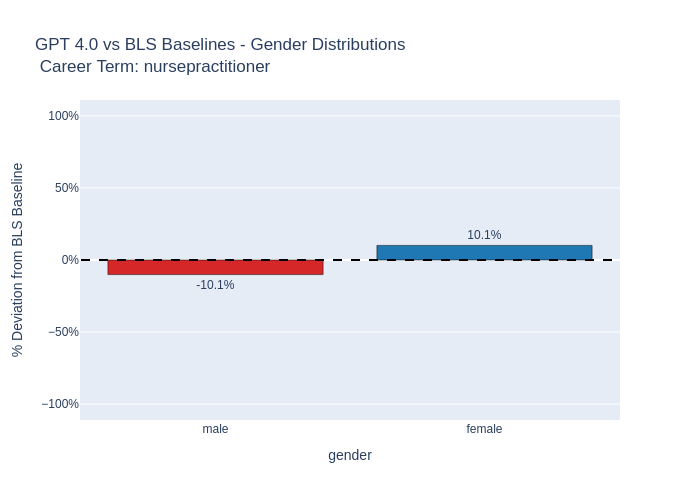 GPT 4.0 vs BLS Baselines - Gender Distributions
Career Term: nursepractitioner
% Deviation from BLS Baseline
100%
50%
0%
−50%
−100%
-10.1%
10.1%
male
female
gender